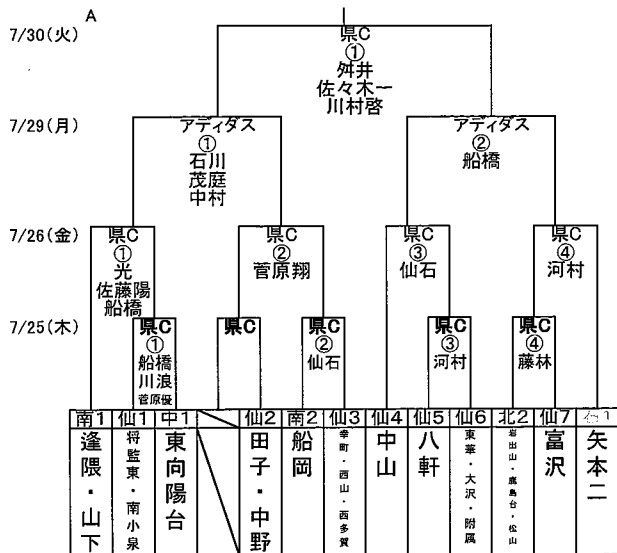 A
7/30(火)
県C
①
舛井
佐々木一
川村啓
7/29(月)
アディダス
①
石川
茂庭
中村
アディダス
②
船橋
7/26(金)
県C
①
光
佐藤陽
船橋
県C
②
菅原翔
県C
③
仙石
県C
④
河村
7/25(木)
県C
①
船橋
川浪
菅原優
県C
県C
②
仙石
県C
③
河村
県C
④
藤林
南1
仙1
中1
仙2
南2
仙3
仙4
仙5
仙6
北2
仙7
逢隈・山下
将監東・南小泉
東向陽台
田子・中野
船岡
幸町・西山・西多賀
中山
八軒
東華・大沢・附属
岩出山・鹿島台・松山
富沢
矢本二